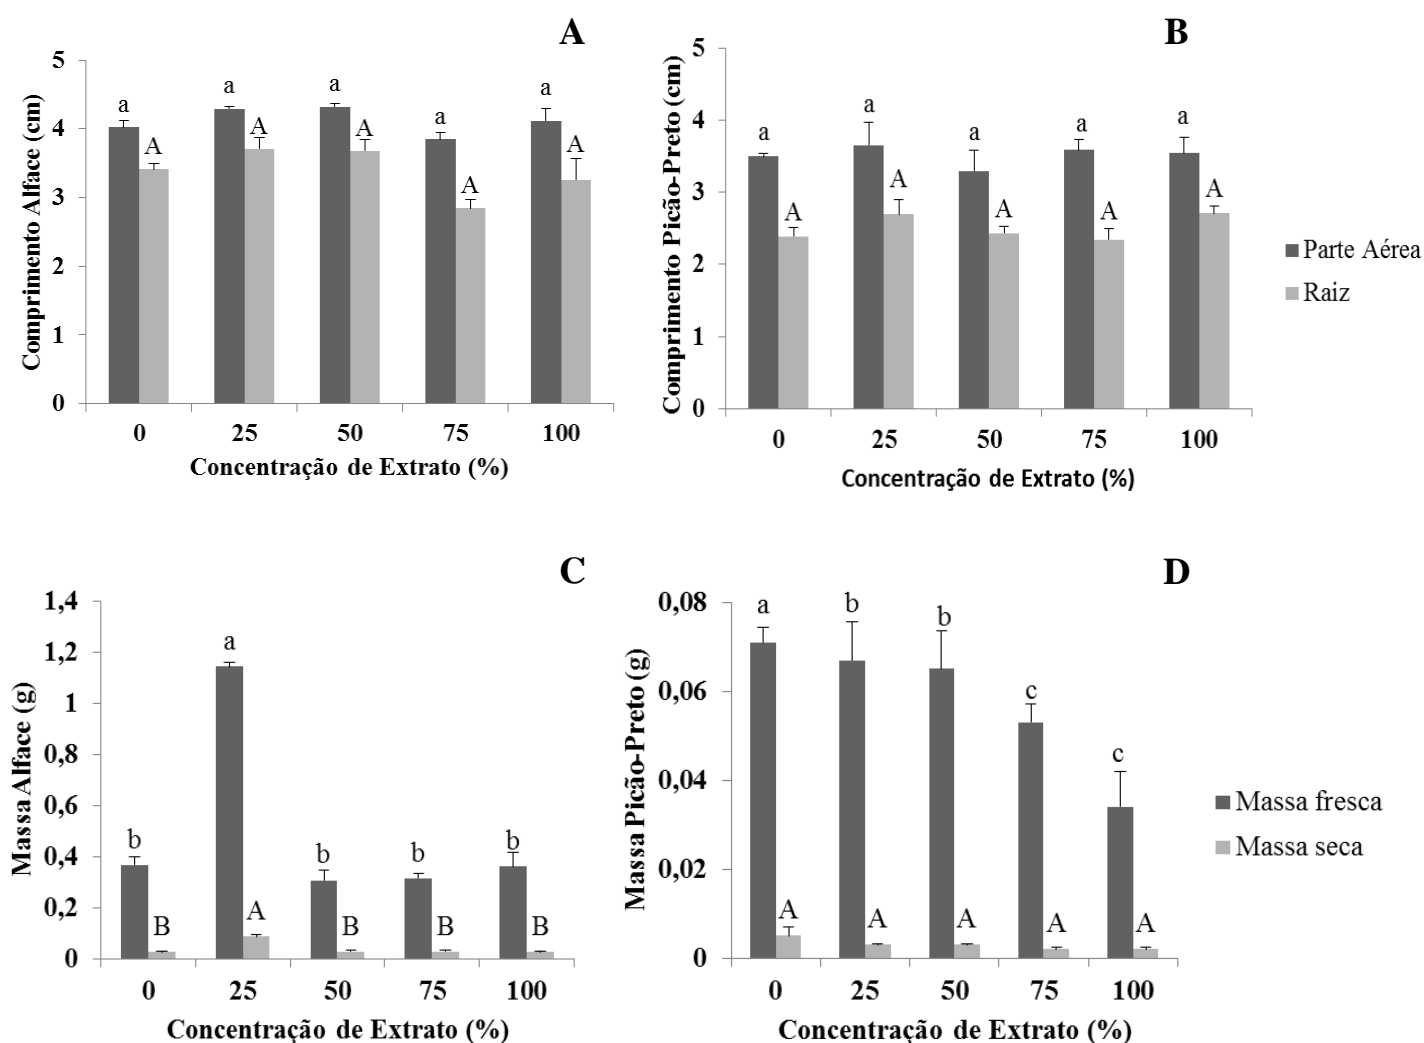 A
Comprimento Alface (cm)
5
4
3
2
1
0
a
A
a
A
a
A
a
A
a
A
0 25 50 75 100
Concentração de Extrato (%)
B
Comprimento Picão-Preto (cm)
5
4
3
2
1
0
a
A
a
A
a
A
a
A
a
A
0 25 50 75 100
Concentração de Extrato (%)
Parte Aérea
Raiz
C
Massa Alface (g)
1,4
1,2
1
0,8
0,6
0,4
0,2
0
b
B
a
A
b
B
b
B
b
B
0 25 50 75 100
Concentração de Extrato (%)
D
Massa Picão-Preto (g)
0,08
0,06
0,04
0,02
0
a
A
b
A
b
A
c
A
c
A
0 25 50 75 100
Concentração de Extrato (%)
Massa fresca
Massa seca